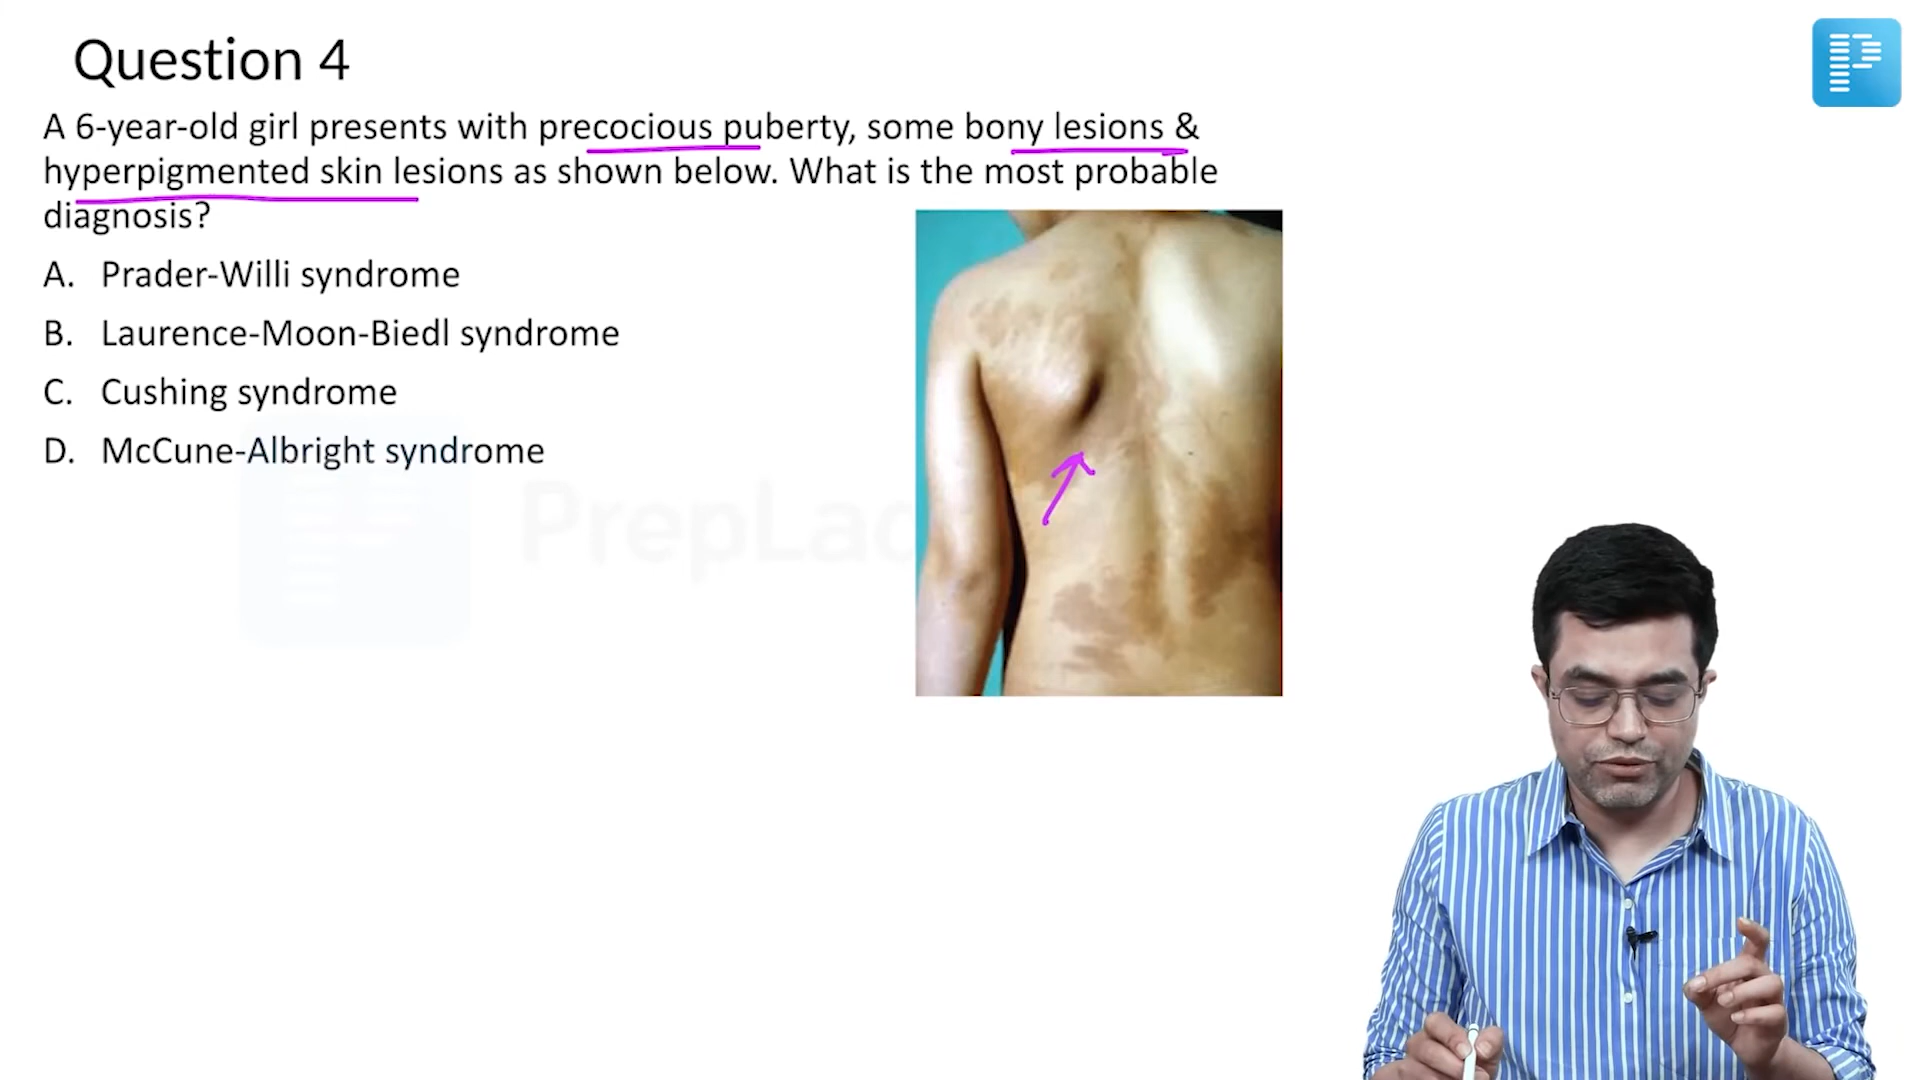 Question 4
A 6-year-old girl presents with precocious puberty, some bony lesions &
hyperpigmented skin lesions as shown below. What is the most probable
diagnosis?
A. Prader-Willi syndrome
B. Laurence-Moon-Biedl syndrome
C. Cushing syndrome
D. McCune-Albright syndrome